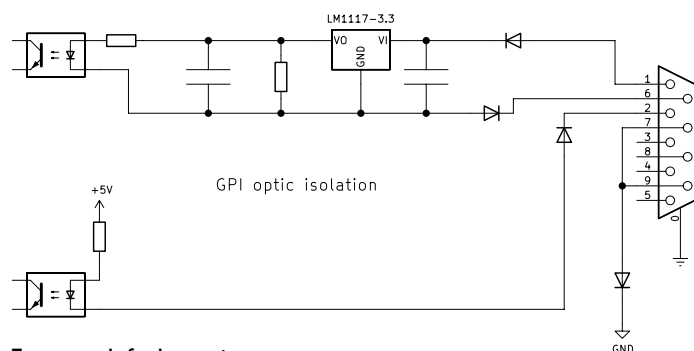 LM1117-3.3
VO VI
GND
1
6
2
7
3
8
4
9
5
0
GPI optic isolation
+5V
GND